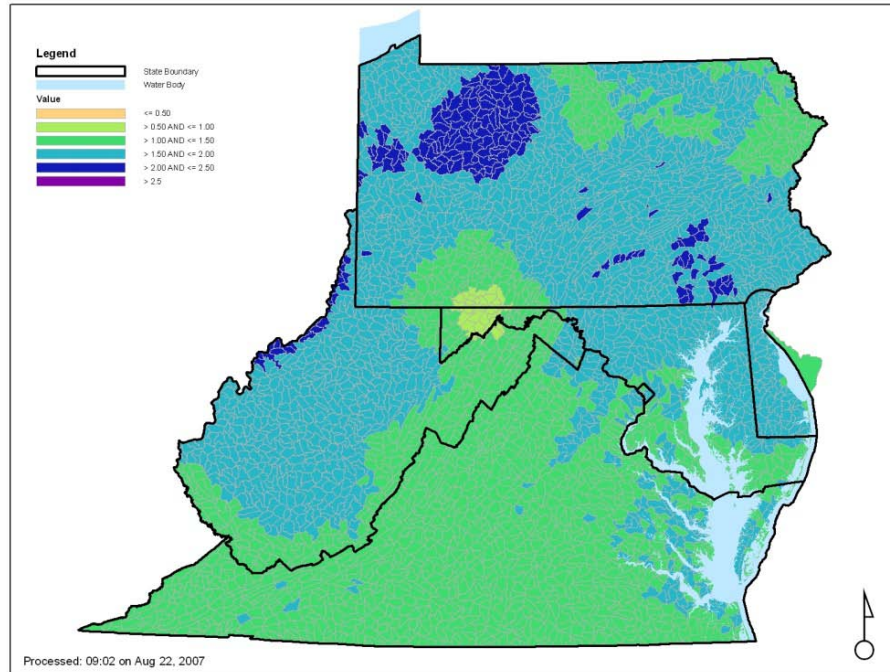 Legend
State Boundary
Water Body
Value
<= 0.50
> 0.50 AND <= 1.00
> 1.00 AND <= 1.50
> 1.50 AND <= 2.00
> 2.00 AND <= 2.50
> 2.5
Processed: 09:02 on Aug 22, 2007